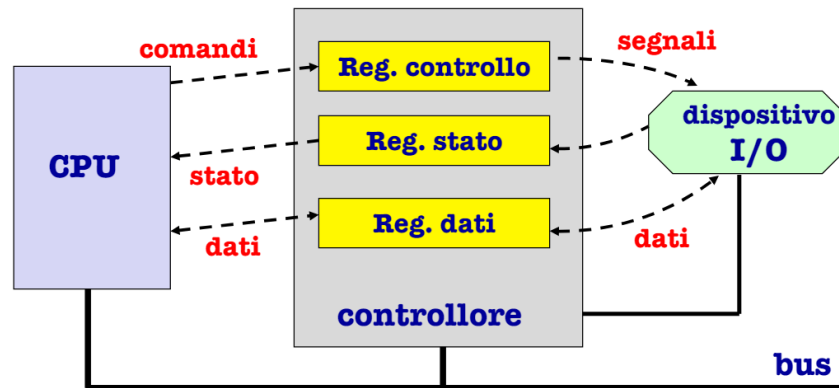 comandi
segnali
Reg. controllo
dispositivo
I/O
CPU
Reg. stato
stato
Reg. dati
dati
dati
controllore
bus